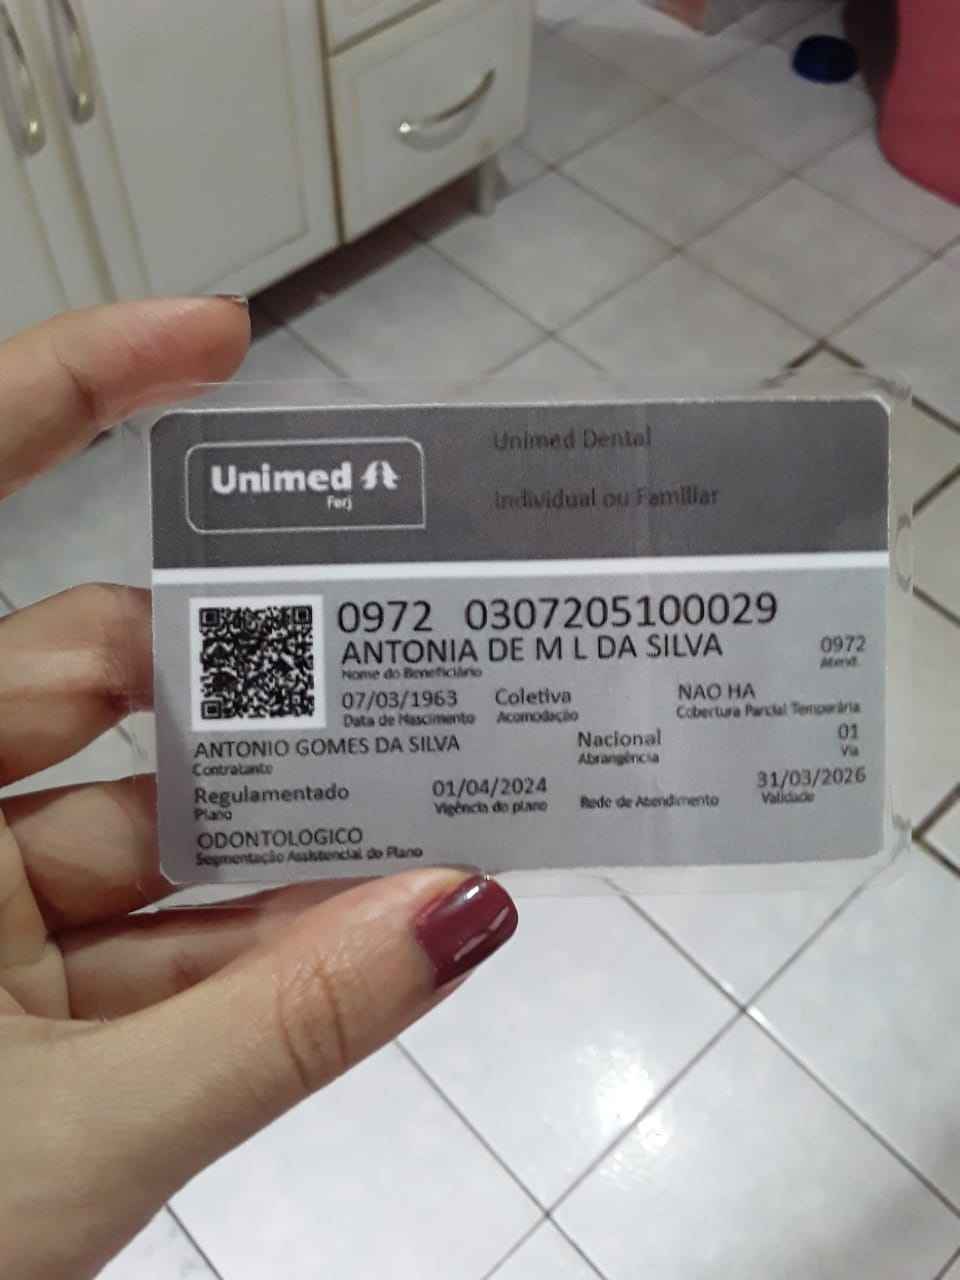 Unimed
Ferj
Unimed Dental
Individual ou Familiar
0972 0307205100029
ANTONIA DE M L DA SILVA
Nome do Beneficiário
0972
Atend.
07/03/1963
Data de Nascimento
Coletiva
Acomodação
NAO HA
Cobertura Parcial Temporária
ANTONIO GOMES DA SILVA
Contratante
Nacional
Abrangência
01
Via
Regulamentado
Plano
01/04/2024
Vigência do plano
Rede de Atendimento
31/03/2026
Validade
ODONTOLOGICO
Segmentação Assistencial do Plano